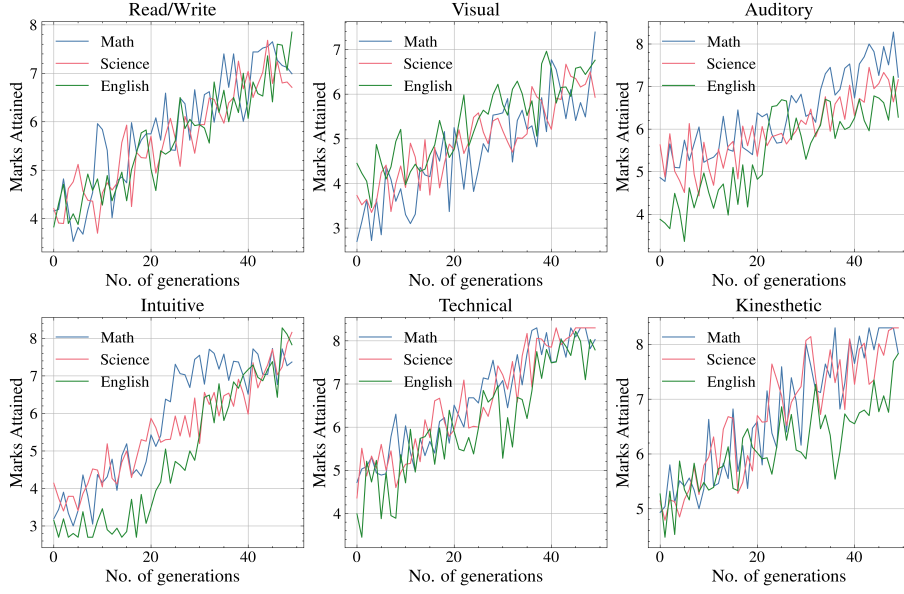 Read/Write
Marks Attained
8
7
6
5
4
Math
Science
English
0
20
40
No. of generations
Visual
Marks Attained
7
6
5
4
3
Math
Science
English
0
20
40
No. of generations
Auditory
Marks Attained
8
7
6
5
4
Math
Science
English
0
20
40
No. of generations
Intuitive
Marks Attained
8
7
6
5
4
3
Math
Science
English
0
20
40
No. of generations
Technical
Marks Attained
8
7
6
5
4
Math
Science
English
0
20
40
No. of generations
Kinesthetic
Marks Attained
8
7
6
5
Math
Science
English
0
20
40
No. of generations